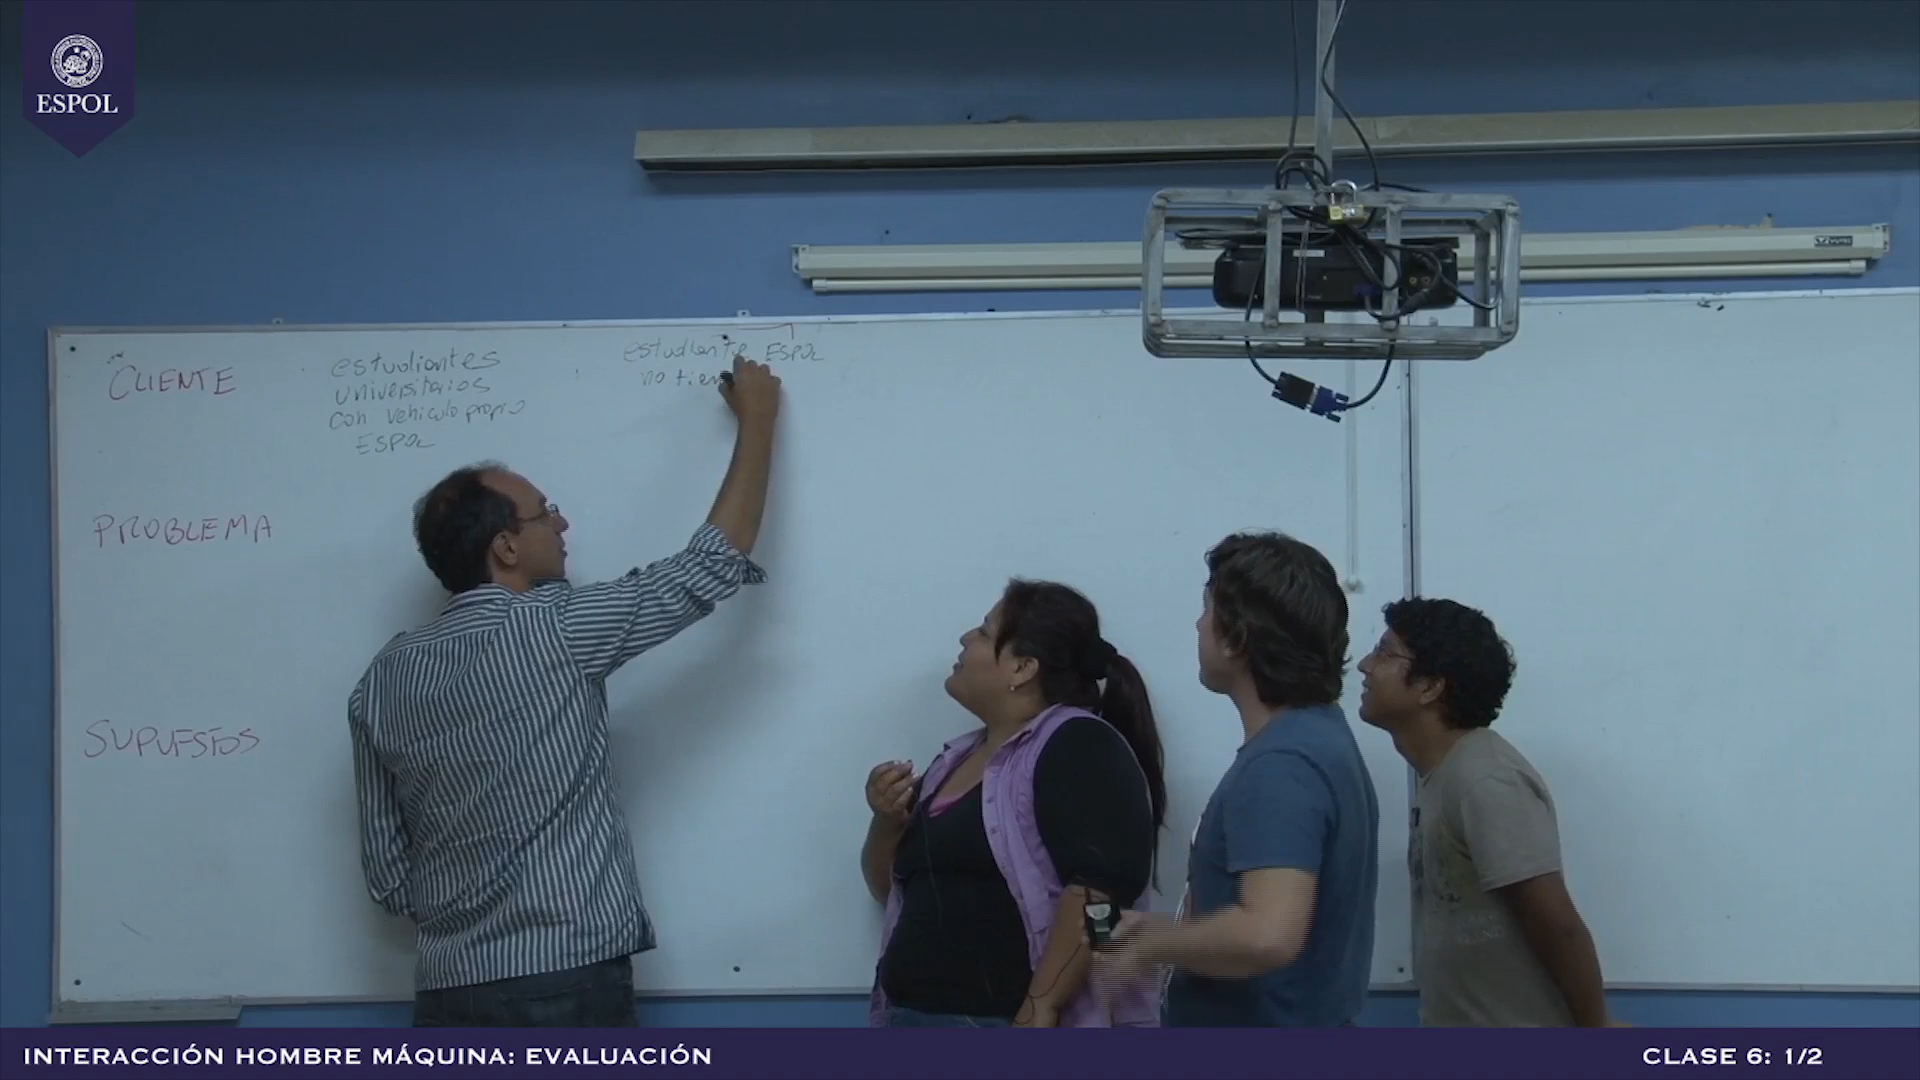 ESPOL
CLIENTE
estudiantes
universitarios
con vehiculo propio
ESPOL
estudiante ESPOL
no tien
PROBLEMA
SUPUESTOS
INTERACCIÓN HOMBRE MÁQUINA: EVALUACIÓN
CLASE 6: 1/2